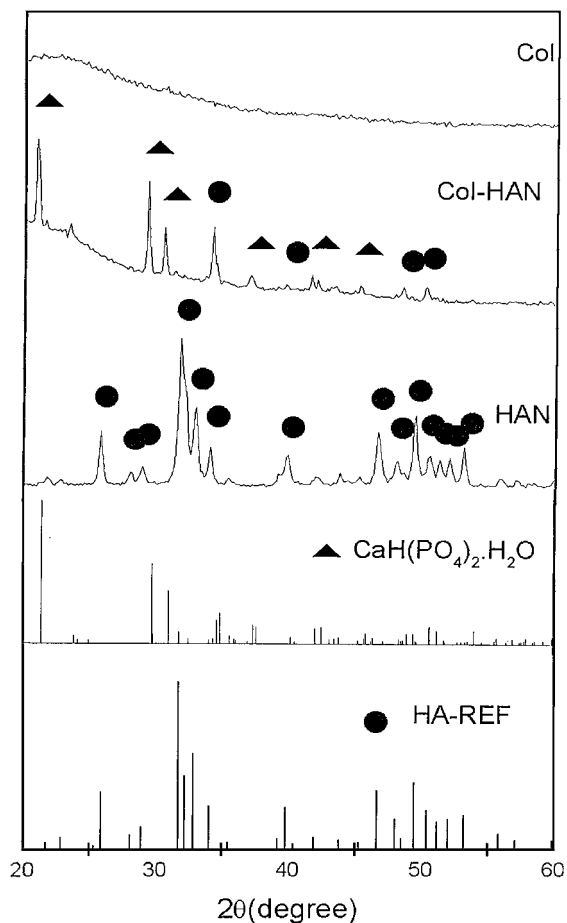 Col
Col-HAN
HAN
CaH(PO₄)₂.H₂O
HA-REF
20 30 40 50 60
2θ(degree)